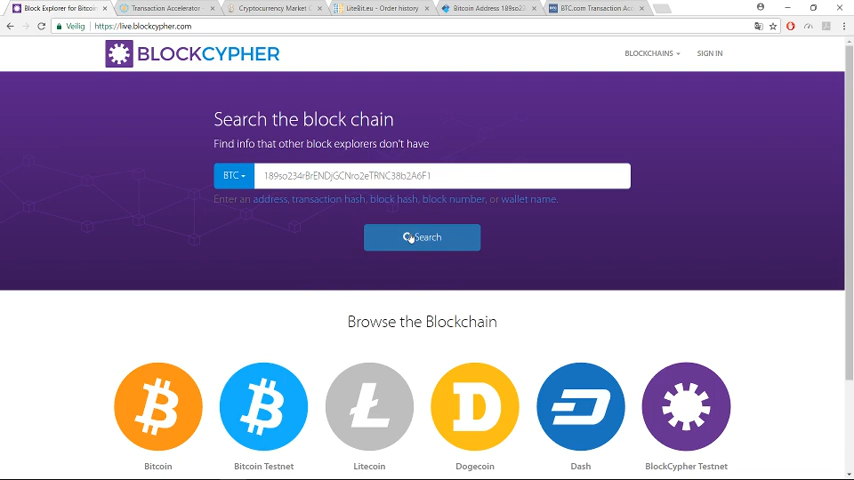 Block Explorer for Bitcoin
Transaction Accelerator
Cryptocurrency Market C
LiteBit.eu - Order history
Bitcoin Address 189so23
BTC.com Transaction Acc
Veilig
https://live.blockcypher.com
BLOCKCYPHER
BLOCKCHAINS
SIGN IN
Search the block chain
Find info that other block explorers don't have
BTC
189so234rBrENDjGCNro2eTRNC38b2A6F1
Enter an address, transaction hash, block hash, block number, or wallet name.
Search
Browse the Blockchain
Bitcoin
Bitcoin Testnet
Litecoin
Dogecoin
Dash
BlockCypher Testnet